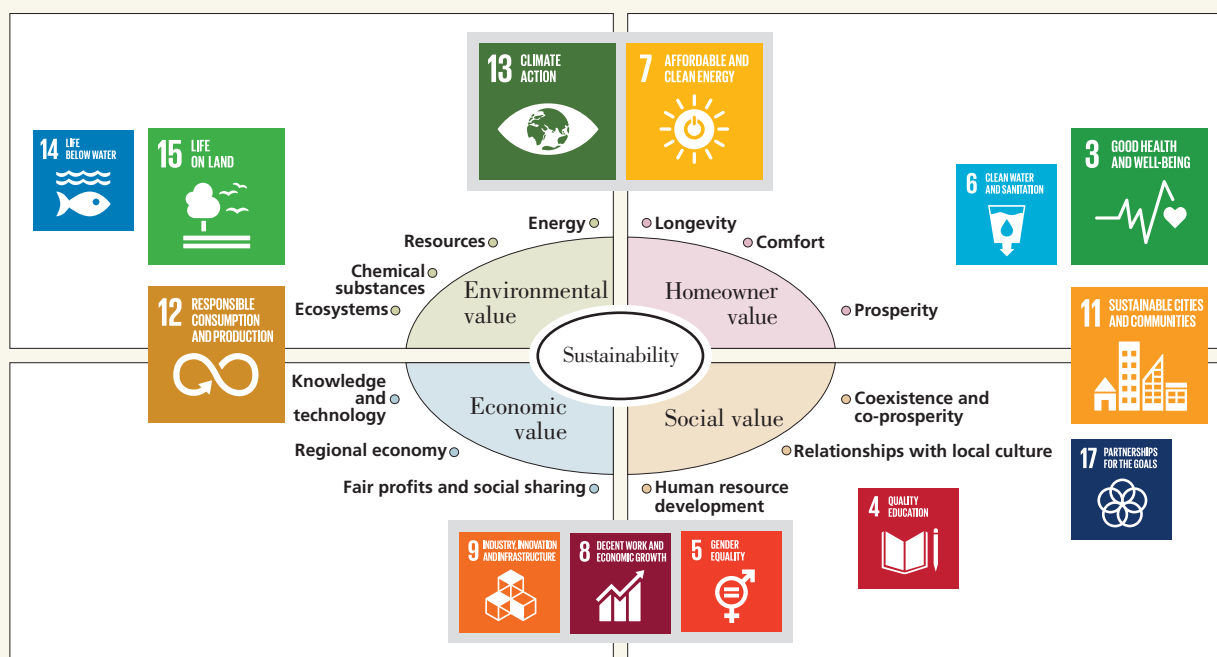 13 CLIMATE
ACTION
7 AFFORDABLE AND
CLEAN ENERGY
14 LIFE
BELOW WATER
15 LIFE
ON LAND
6 CLEAN WATER
AND SANITATION
3 GOOD HEALTH
AND WELL-BEING
Energy
Resources
Chemical
substances
Ecosystems
Environmental
value
Longevity
Comfort
Prosperity
Homeowner
value
12 RESPONSIBLE
CONSUMPTION
AND PRODUCTION
11 SUSTAINABLE CITIES
AND COMMUNITIES
Sustainability
Knowledge
and
technology
Regional economy
Fair profits and social sharing
Economic
value
Social value
Coexistence and
co-prosperity
Relationships with local culture
Human resource
development
17 PARTNERSHIPS
FOR THE GOALS
4 QUALITY
EDUCATION
9 INDUSTRY, INNOVATION
AND INFRASTRUCTURE
8 DECENT WORK AND
ECONOMIC GROWTH
5 GENDER
EQUALITY